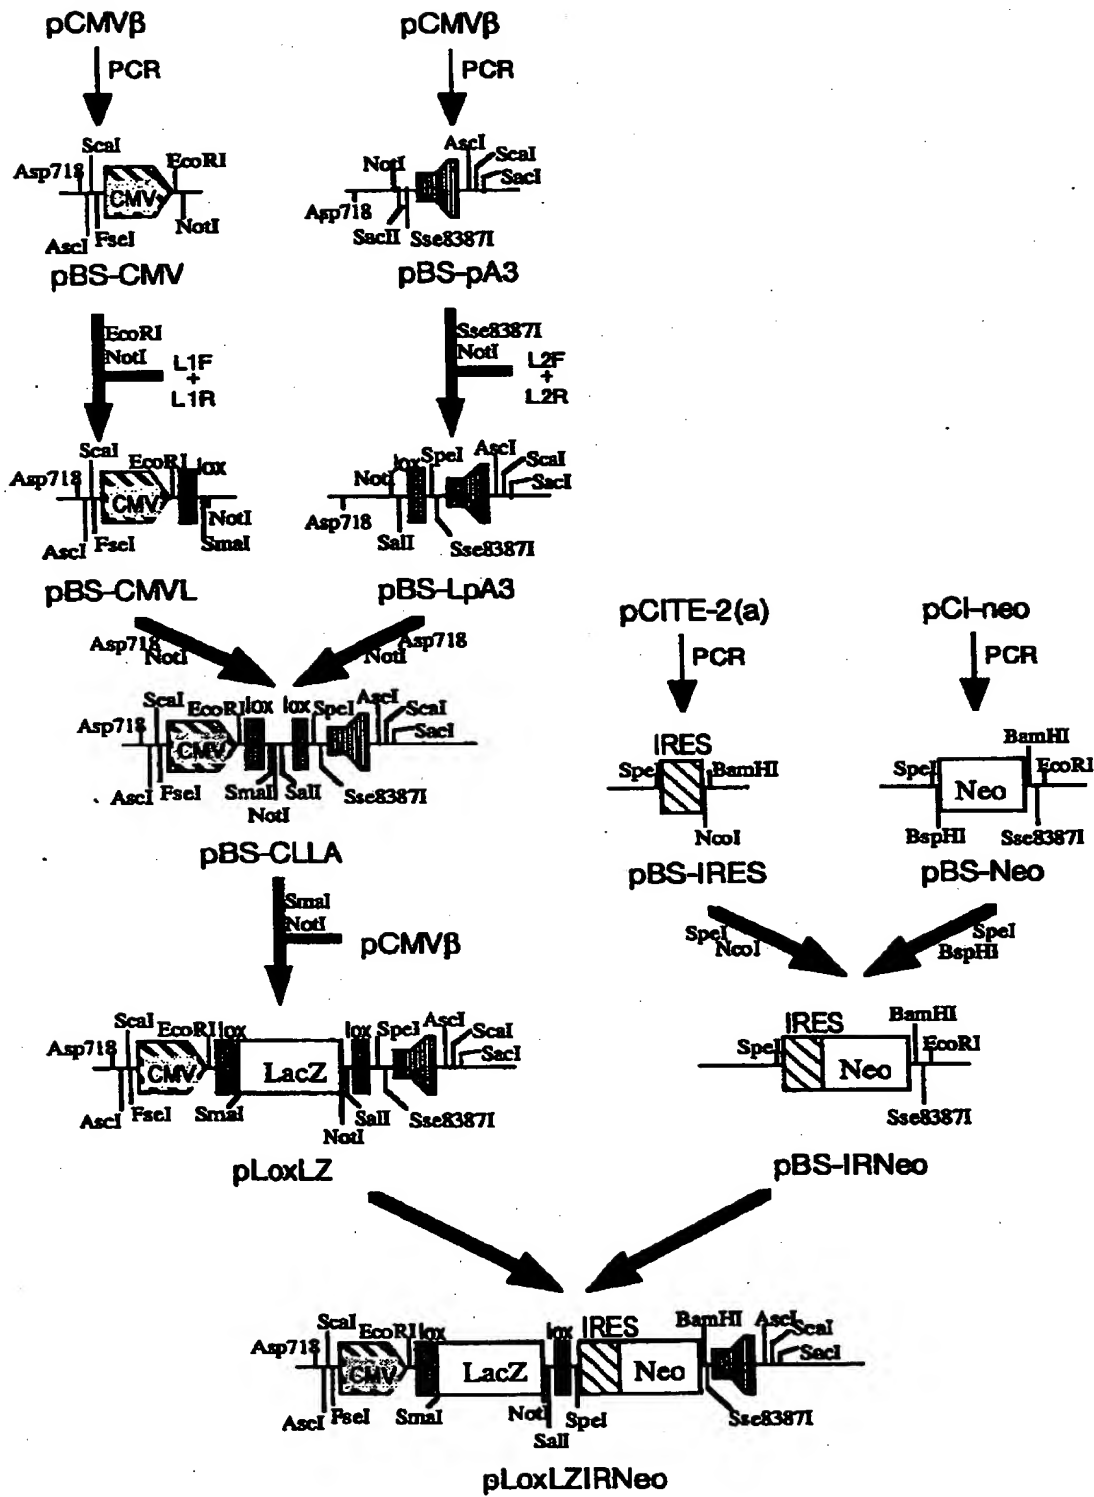 pCMVβ
PCR
ScaI
Asp718
EcoRI
CMV
AscI
FseI
NotI
pBS-CMV
pCMVβ
PCR
AscI
NotI
ScaI
SacI
Asp718
SacII
Sse8387I
pBS-pA3
EcoRI
NotI
L1F
+
L1R
Sse8387I
NotI
L2F
+
L2R
ScaI
Asp718
EcoRI
lox
CMV
NotI
AscI
FseI
SmaI
pBS-CMVL
lox
SpeI
AscI
NotI
ScaI
SacI
Asp718
SalI
Sse8387I
pBS-LpA3
Asp718
NotI
Asp718
NotI
ScaI
EcoRI
lox
lox
SpeI
AscI
ScaI
Asp718
SacI
CMV
AscI
FseI
SmaI
SalI
Sse8387I
NotI
pBS-CLLA
pCITE-2(a)
PCR
IRES
SpeI
BamHI
NcoI
pBS-IRES
pCI-neo
PCR
BamHI
SpeI
EcoRI
Neo
BspHI
Sse8387I
pBS-Neo
SmaI
NotI
pCMVβ
SpeI
NcoI
SpeI
BspHI
ScaI
EcoRI
lox
lox
SpeI
AscI
ScaI
Asp718
SacI
CMV
LacZ
AscI
FseI
SmaI
SalI
Sse8387I
NotI
pLoxLZ
IRES
BamHI
SpeI
EcoRI
Neo
Sse8387I
pBS-IRNeo
ScaI
EcoRI
lox
lox
IRES
BamHI
AscI
ScaI
Asp718
SacI
CMV
LacZ
Neo
AscI
FseI
SmaI
NotI
SpeI
Sse8387I
SalI
pLoxLZIRNeo